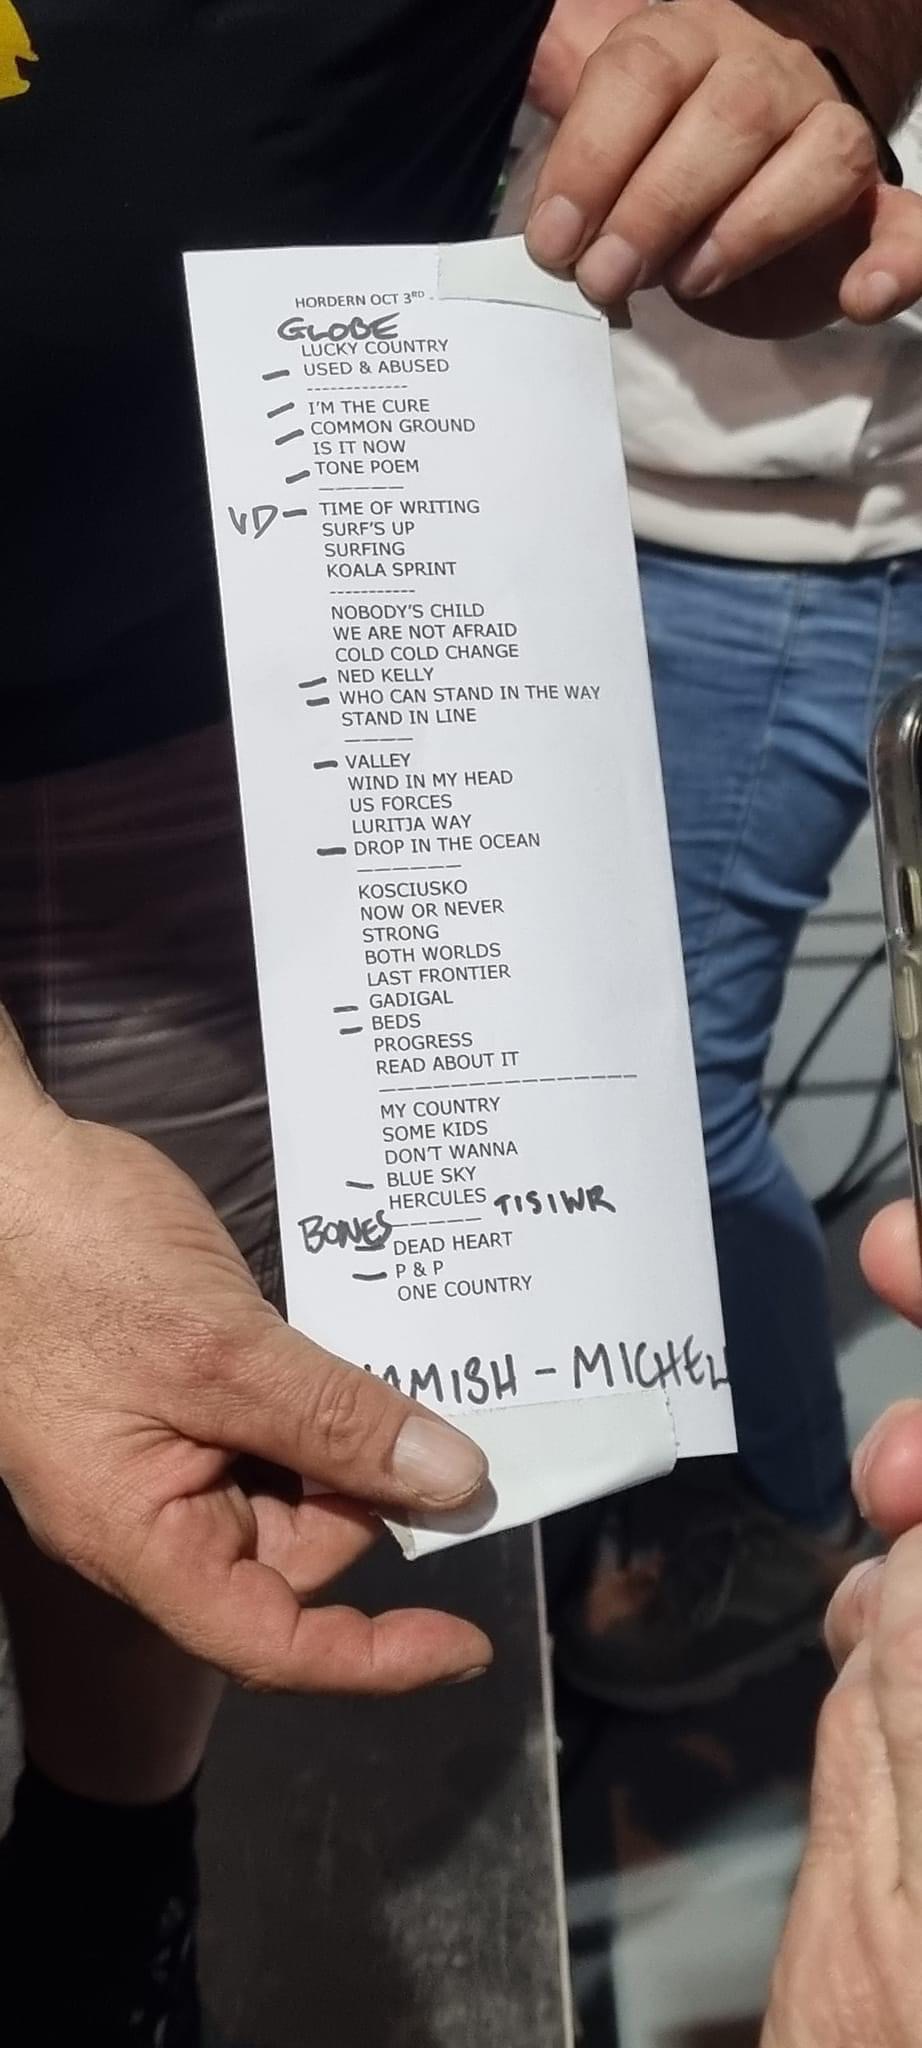 HORDERN OCT 3RD -
GLOBE
LUCKY COUNTRY
USED & ABUSED
-------------
I'M THE CURE
COMMON GROUND
IS IT NOW
TONE POEM
—————
VD — TIME OF WRITING
SURF'S UP
SURFING
KOALA SPRINT
-----------
NOBODY'S CHILD
WE ARE NOT AFRAID
COLD COLD CHANGE
NED KELLY
WHO CAN STAND IN THE WAY
STAND IN LINE
————
VALLEY
WIND IN MY HEAD
US FORCES
LURITJA WAY
DROP IN THE OCEAN
——————
KOSCIUSKO
NOW OR NEVER
STRONG
BOTH WORLDS
LAST FRONTIER
GADIGAL
BEDS
PROGRESS
READ ABOUT IT
———————————————
MY COUNTRY
SOME KIDS
DON'T WANNA
BLUE SKY
HERCULES TISIWR
BONES —————
DEAD HEART
P & P
ONE COUNTRY